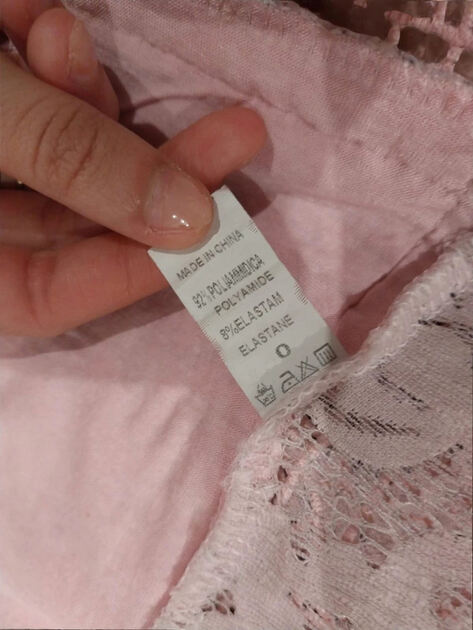 MADE IN CHINA
92%POLIAMMIDICA
POLYAMIDE
8%ELASTAM
ELASTANE